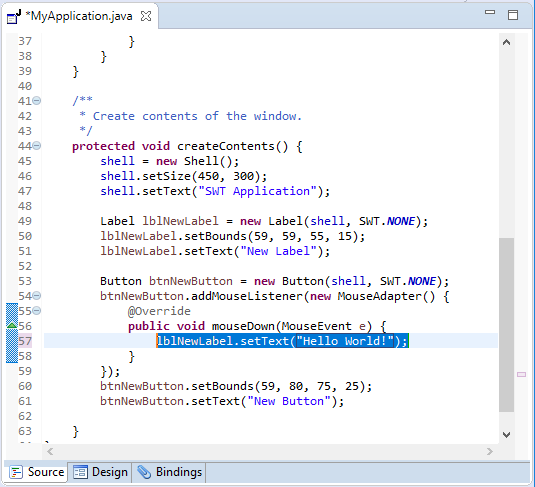 *MyApplication.java
37 }
38 }
39 }
40
41 /**
42 * Create contents of the window.
43 */
44 protected void createContents() {
45 shell = new Shell();
46 shell.setSize(450, 300);
47 shell.setText("SWT Application");
48
49 Label lblNewLabel = new Label(shell, SWT.NONE);
50 lblNewLabel.setBounds(59, 59, 55, 15);
51 lblNewLabel.setText("New Label");
52
53 Button btnNewButton = new Button(shell, SWT.NONE);
54 btnNewButton.addMouseListener(new MouseAdapter() {
55 @Override
56 public void mouseDown(MouseEvent e) {
57 lblNewLabel.setText("Hello World!");
58 }
59 });
60 btnNewButton.setBounds(59, 80, 75, 25);
61 btnNewButton.setText("New Button");
62
63 }
Source Design Bindings